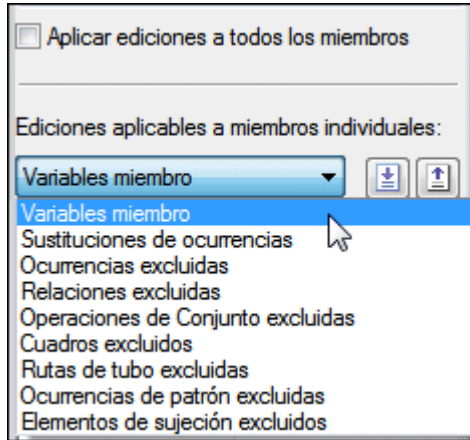 Aplicar ediciones a todos los miembros
Ediciones aplicables a miembros individuales:
Variables miembro
Variables miembro
Sustituciones de ocurrencias
Ocurrencias excluidas
Relaciones excluidas
Operaciones de Conjunto excluidas
Cuadros excluidos
Rutas de tubo excluidas
Ocurrencias de patrón excluidas
Elementos de sujeción excluidos